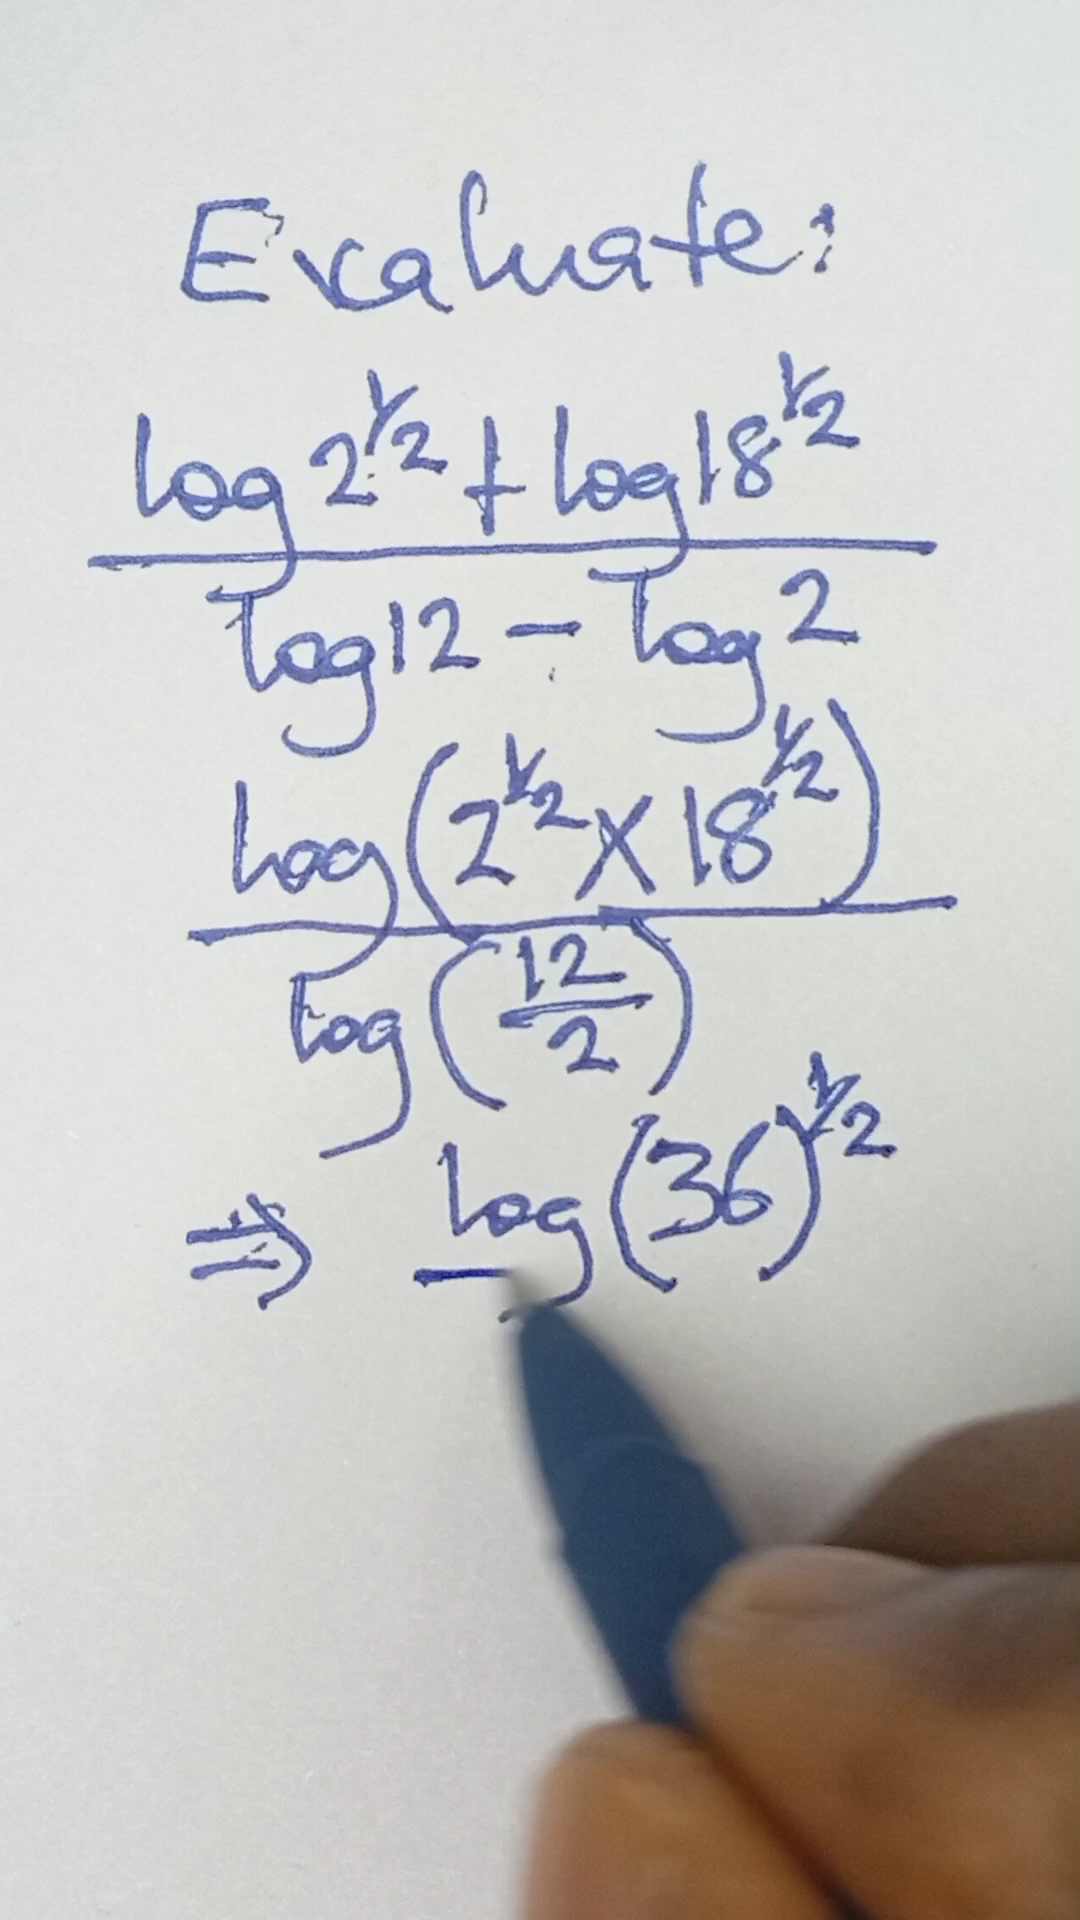 Evaluate:
log 2^½ + log 18^½
log 12 - log 2
log (2^½ × 18^½)
log (12/2)
⇒ log (36)^½